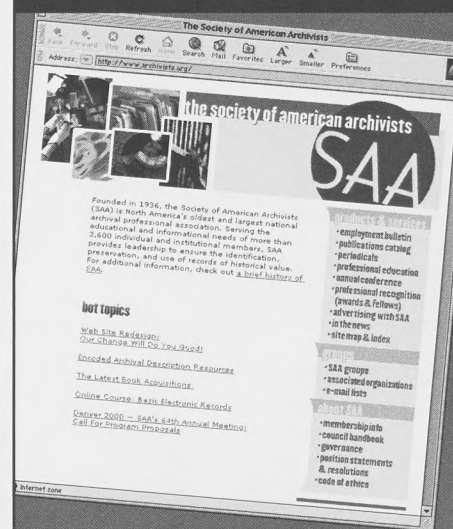 The Society of American Archivists
Back Forward Stop Refresh Home Search Mail Favorites Larger Smaller Preferences
Address: http://www.archivists.org/
the society of american archivists
SAA
Founded in 1936, the Society of American Archivists
(SAA) is North America's oldest and largest national
archival professional association. Serving the
educational and informational needs of more than
3,600 individual and institutional members, SAA
provides leadership to ensure the identification,
preservation, and use of records of historical value.
For additional information, check out a brief history of
SAA.
hot topics
Web Site Redesign:
Our Change Will Do You Good!
Encoded Archival Description Resources
The Latest Book Acquisitions
Online Course: Basic Electronic Records
Denver 2000 — SAA's 64th Annual Meeting:
Call For Program Proposals
products & services
•employment bulletin
•publications catalog
•periodicals
•professional education
•annual conference
•professional recognition
(awards & fellows)
•advertising with SAA
•in the news
•site map & index
groups
•SAA groups
•associated organizations
•e-mail lists
about SAA
•membership info
•council handbook
•governance
•position statements
& resolutions
•code of ethics
Internet zone